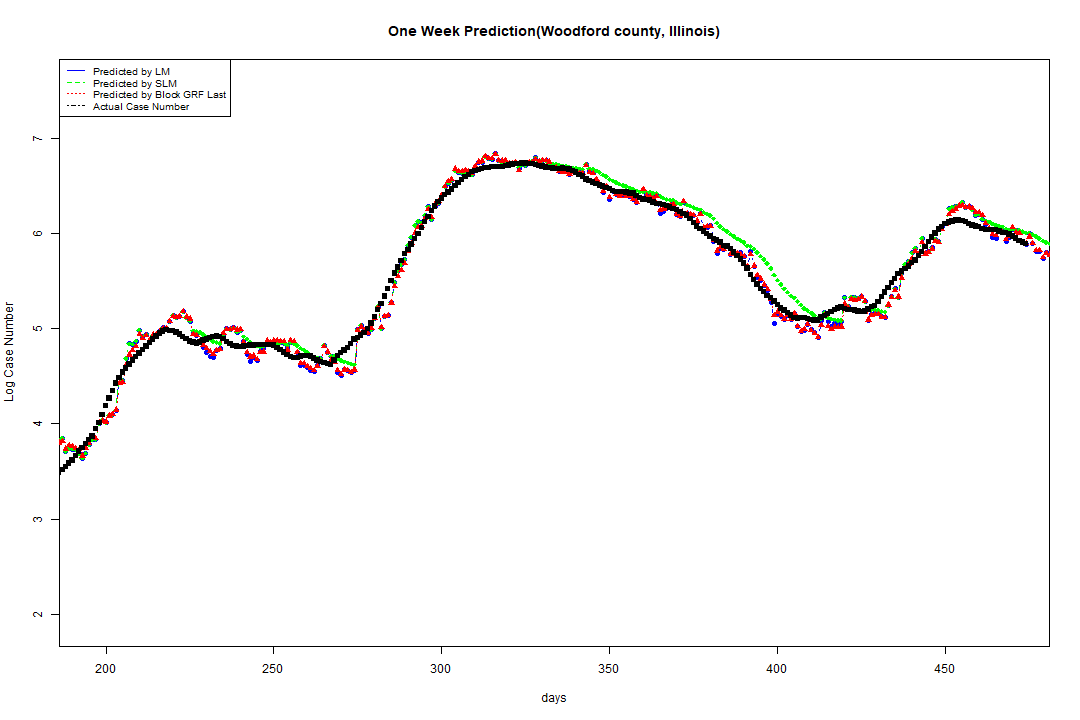 One Week Prediction(Woodford county, Illinois)
Predicted by LM
Predicted by SLM
Predicted by Block GRF Last
Actual Case Number
7
6
5
4
3
2
Log Case Number
200 250 300 350 400 450
days